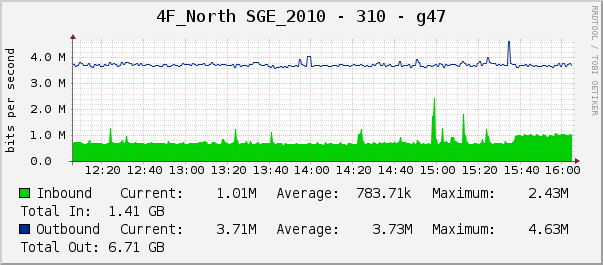 4F_North SGE_2010 - 310 - g47
RRDTOOL / TOBI OETIKER
bits per second
4.0 M
3.0 M
2.0 M
1.0 M
0.0
12:20 12:40 13:00 13:20 13:40 14:00 14:20 14:40 15:00 15:20 15:40 16:00
Inbound Current: 1.01M Average: 783.71k Maximum: 2.43M
Total In: 1.41 GB
Outbound Current: 3.71M Average: 3.73M Maximum: 4.63M
Total Out: 6.71 GB